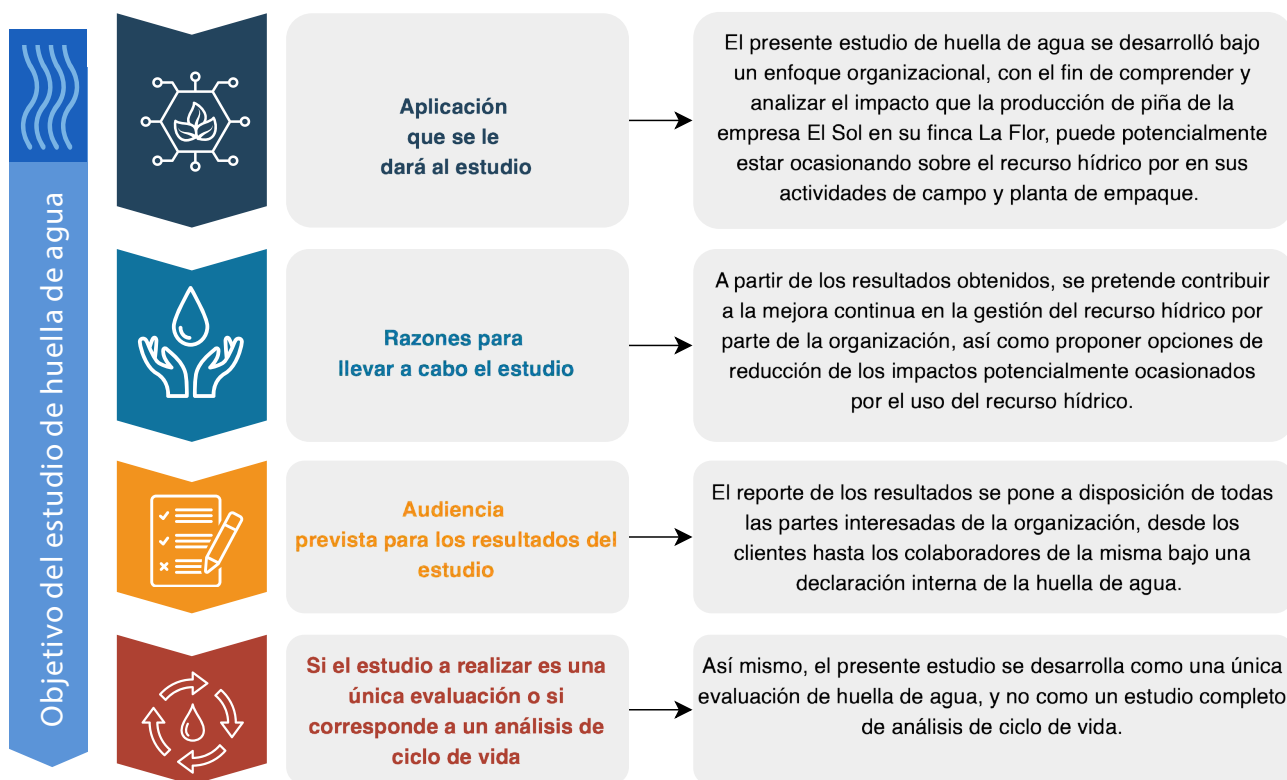 Objetivo del estudio de huella de agua
Aplicación
que se le
dará al estudio
El presente estudio de huella de agua se desarrolló bajo
un enfoque organizacional, con el fin de comprender y
analizar el impacto que la producción de piña de la
empresa El Sol en su finca La Flor, puede potencialmente
estar ocasionando sobre el recurso hídrico por en sus
actividades de campo y planta de empaque.
Razones para
llevar a cabo el estudio
A partir de los resultados obtenidos, se pretende contribuir
a la mejora continua en la gestión del recurso hídrico por
parte de la organización, así como proponer opciones de
reducción de los impactos potencialmente ocasionados
por el uso del recurso hídrico.
Audiencia
prevista para los resultados del
estudio
El reporte de los resultados se pone a disposición de todas
las partes interesadas de la organización, desde los
clientes hasta los colaboradores de la misma bajo una
declaración interna de la huella de agua.
Si el estudio a realizar es una
única evaluación o si
corresponde a un análisis de
ciclo de vida
Así mismo, el presente estudio se desarrolla como una única
evaluación de huella de agua, y no como un estudio completo
de análisis de ciclo de vida.